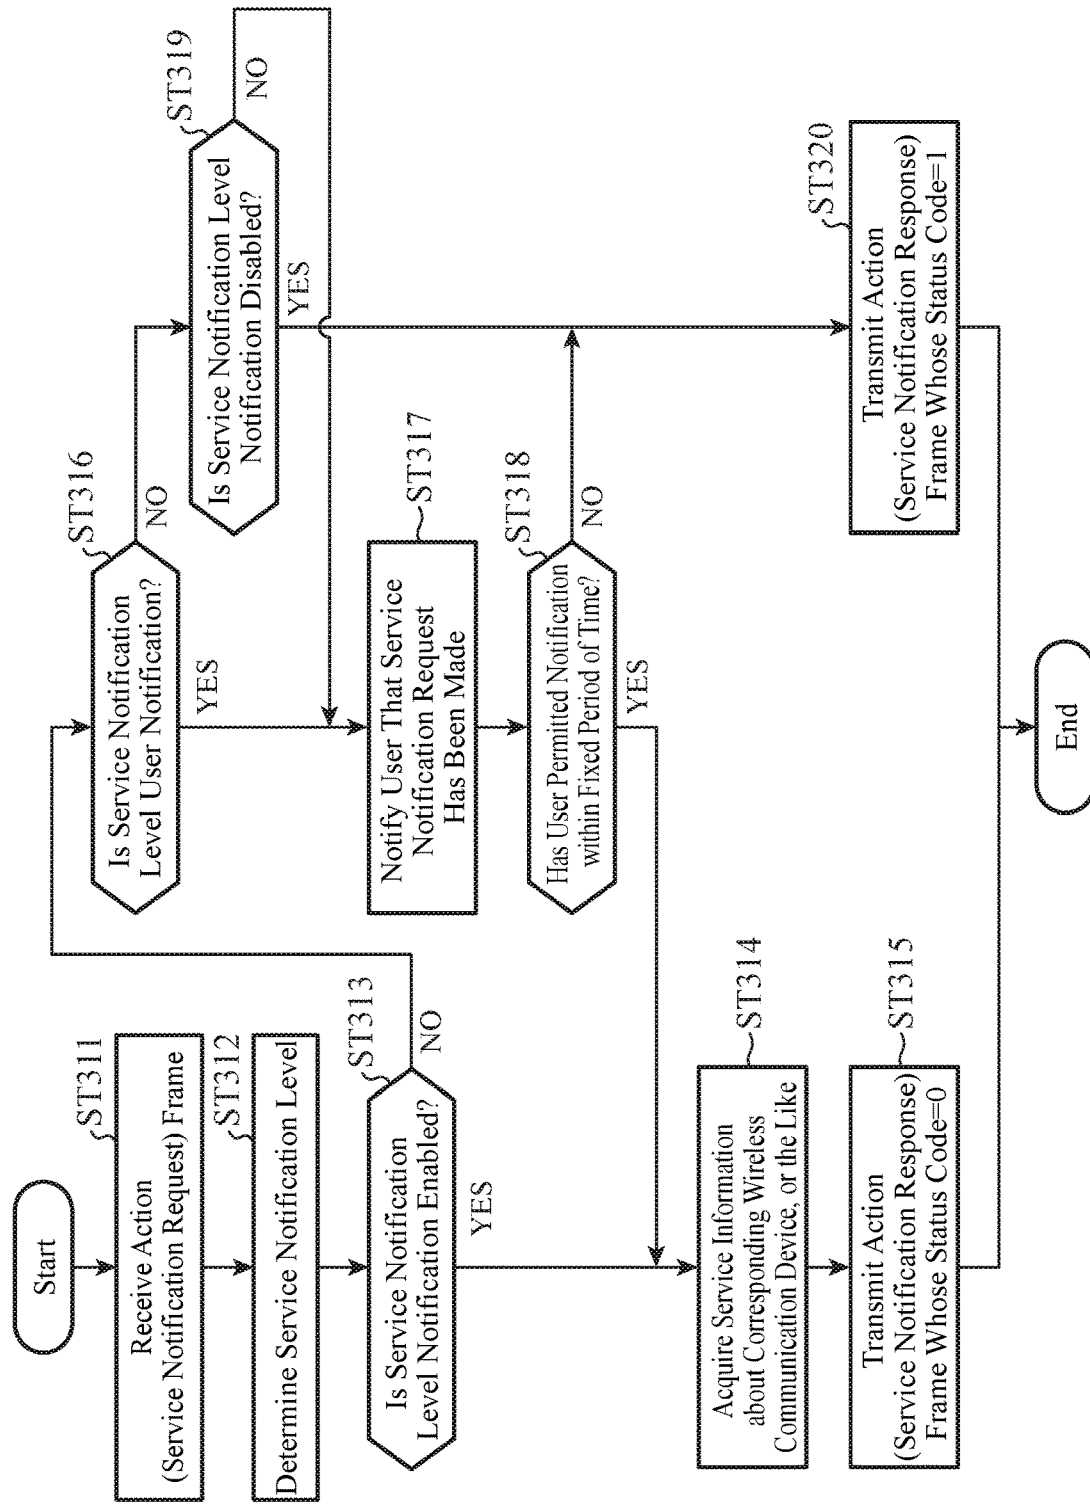 Start
ST311
Receive Action
(Service Notification Request) Frame
ST312
Determine Service Notification Level
ST313
Is Service Notification
Level Notification Enabled?
NO
YES
ST314
Acquire Service Information
about Corresponding Wireless
Communication Device, or the Like
ST315
Transmit Action
(Service Notification Response)
Frame Whose Status Code=0
ST316
Is Service Notification
Level User Notification?
NO
YES
ST317
Notify User That Service
Notification Request
Has Been Made
ST318
Has User Permitted Notification
within Fixed Period of Time?
NO
YES
ST319
Is Service Notification Level
Notification Disabled?
NO
YES
ST320
Transmit Action
(Service Notification Response)
Frame Whose Status Code=1
End